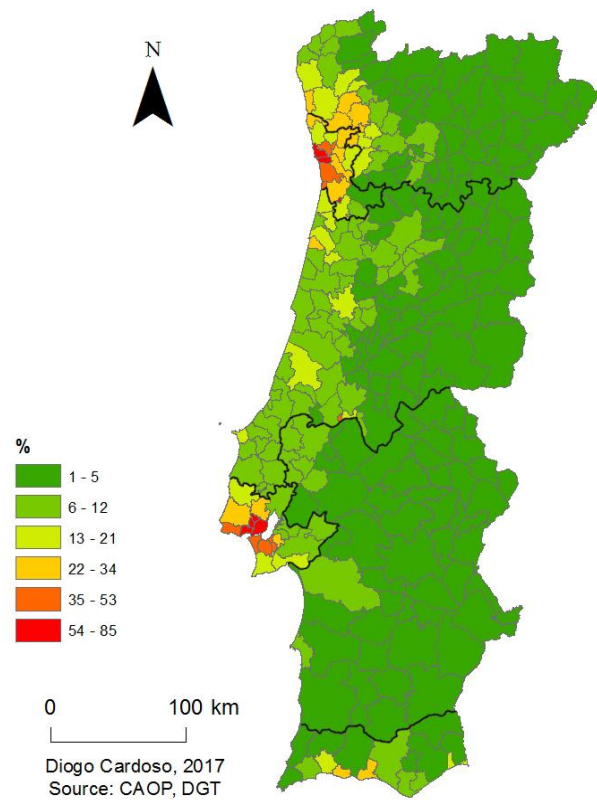 N
%
1 - 5
6 - 12
13 - 21
22 - 34
35 - 53
54 - 85
0 100 km
Diogo Cardoso, 2017
Source: CAOP, DGT